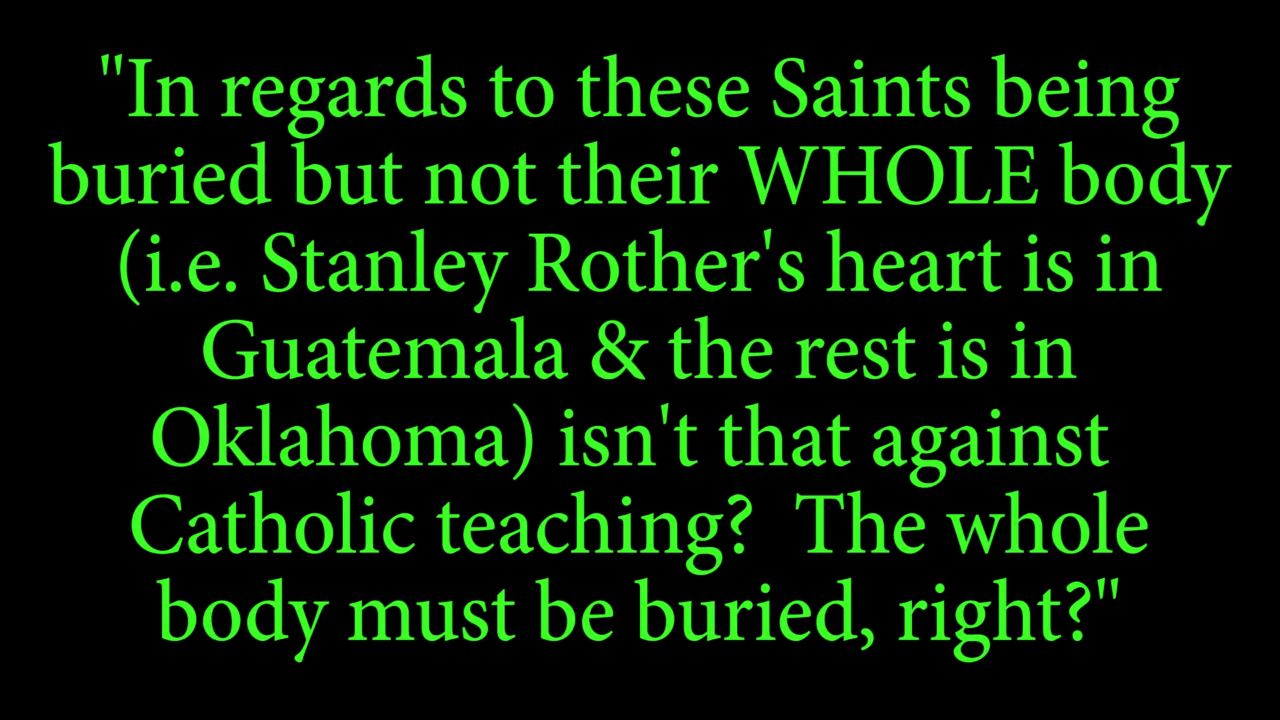 "In regards to these Saints being
buried but not their WHOLE body
(i.e. Stanley Rother's heart is in
Guatemala & the rest is in
Oklahoma) isn't that against
Catholic teaching?  The whole
body must be buried, right?"